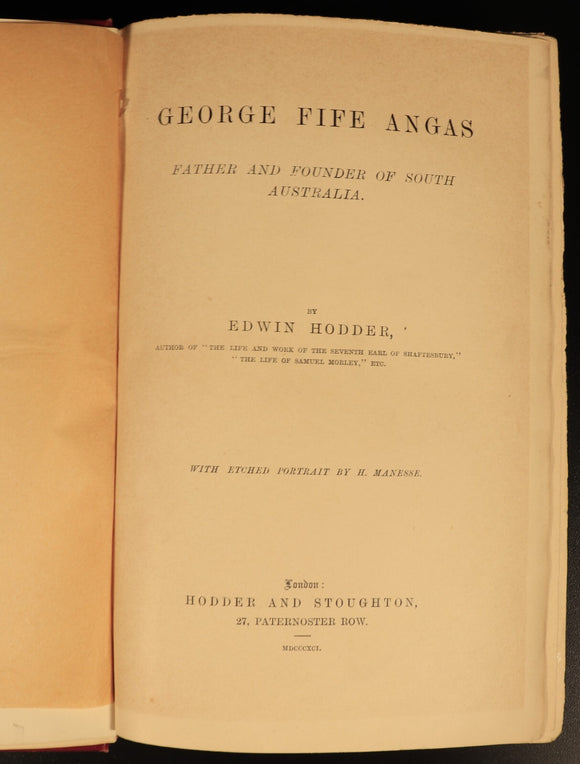 GEORGE FIFE ANGAS
FATHER AND FOUNDER OF SOUTH
AUSTRALIA.
BY
EDWIN HODDER,
AUTHOR OF "THE LIFE AND WORK OF THE SEVENTH EARL OF SHAFTESBURY,"
"THE LIFE OF SAMUEL MORLEY," ETC.
WITH ETCHED PORTRAIT BY H. MANESSE.
London:
HODDER AND STOUGHTON,
27, PATERNOSTER ROW.
MDCCCXCI.